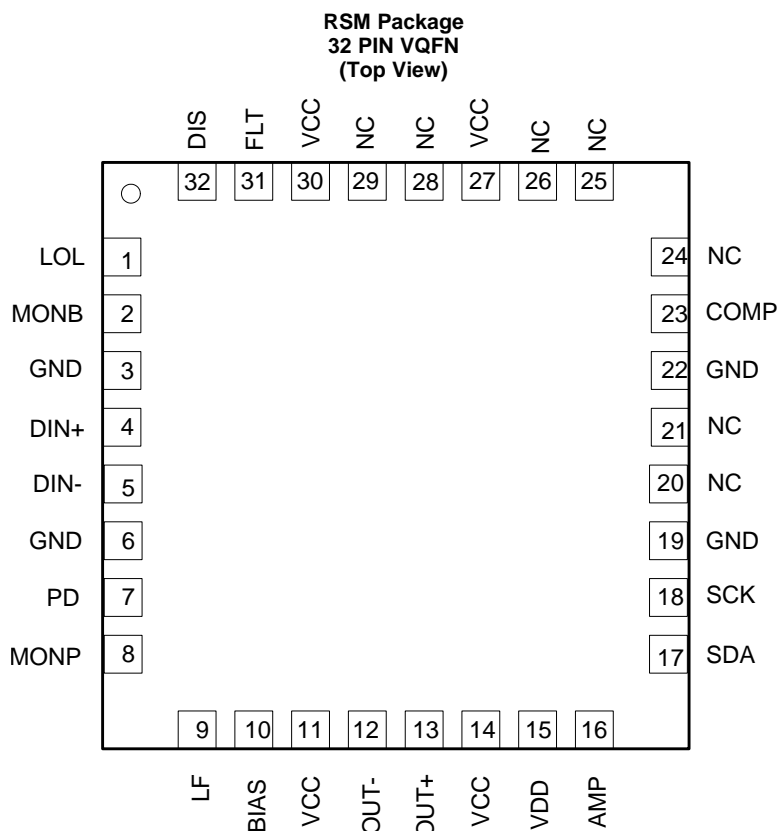 RSM Package
32 PIN VQFN
(Top View)
DIS FLT VCC NC NC VCC NC NC
32 31 30 29 28 27 26 25
LOL 1 24 NC
MONB 2 23 COMP
GND 3 22 GND
DIN+ 4 21 NC
DIN- 5 20 NC
GND 6 19 GND
PD 7 18 SCK
MONP 8 17 SDA
9 10 11 12 13 14 15 16
LF BIAS VCC OUT- OUT+ VCC VDD AMP